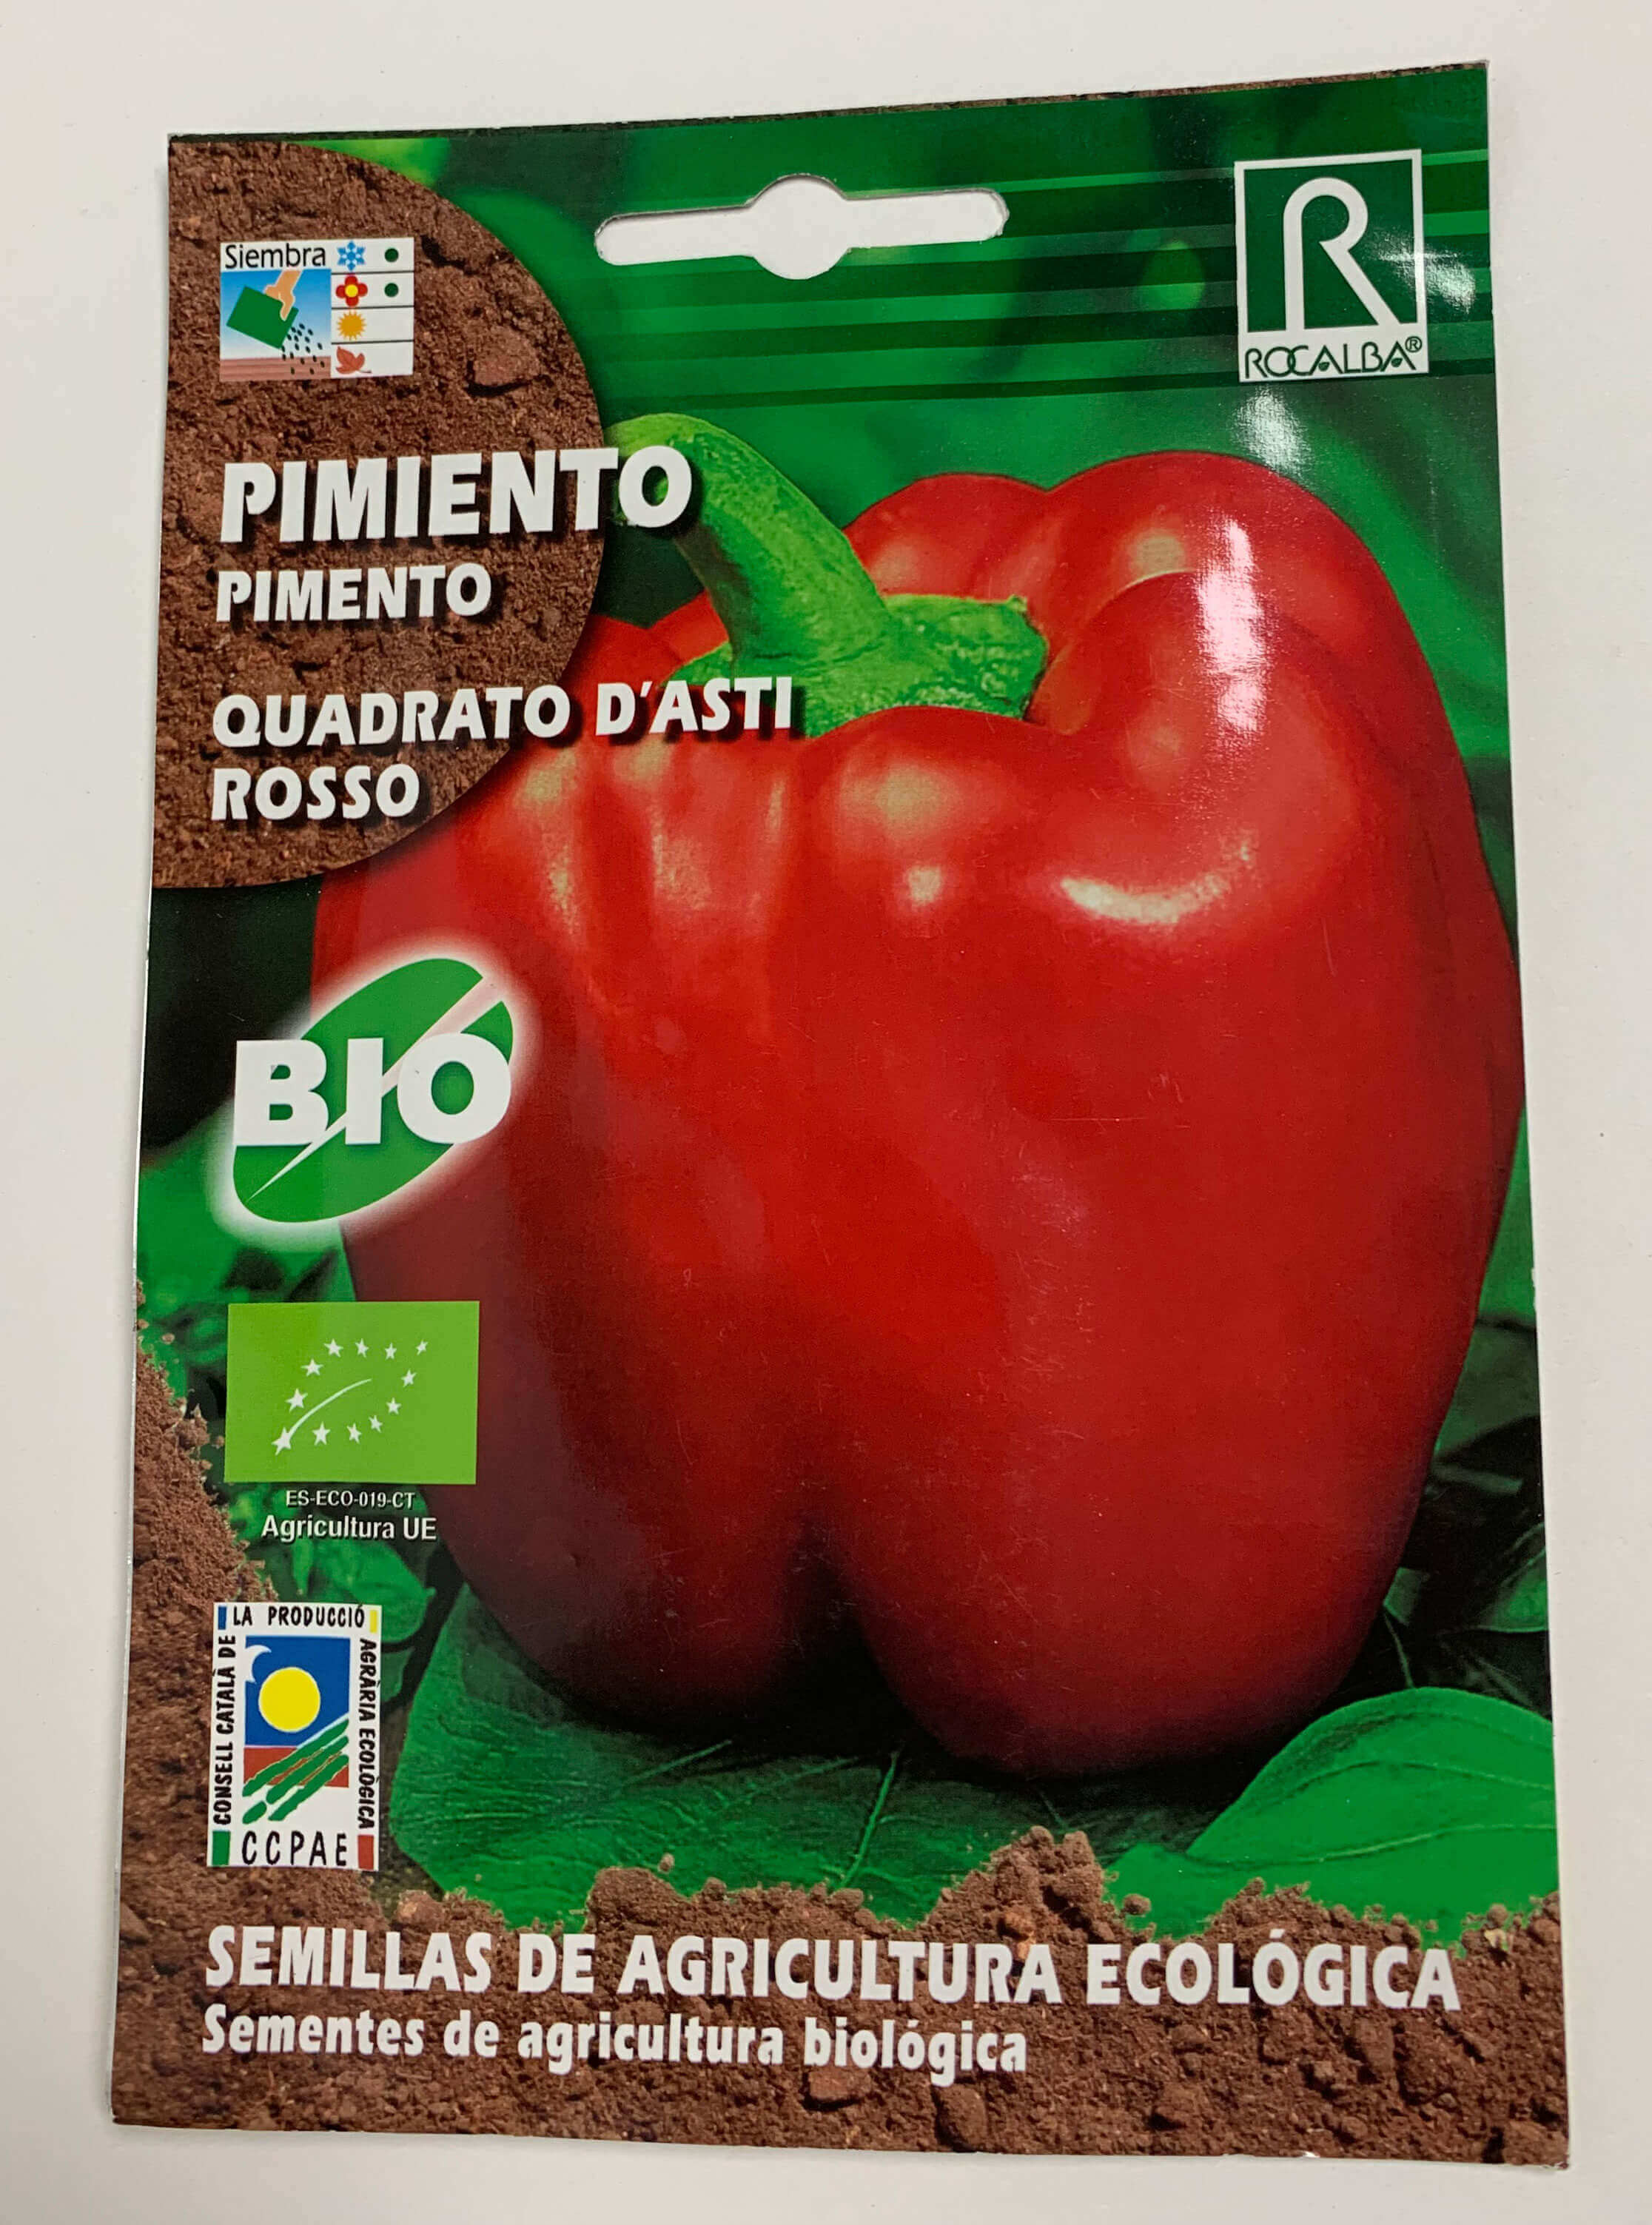 Siembra
R
ROCALBA®
PIMIENTO
PIMENTO
QUADRATO D'ASTI
ROSSO
BIO
ES-ECO-019-CT
Agricultura UE
CONSELL CATALÀ DE
LA PRODUCCIÓ
AGRÀRIA ECOLÒGICA
CCPAE
SEMILLAS DE AGRICULTURA ECOLÓGICA
Sementes de agricultura biológica